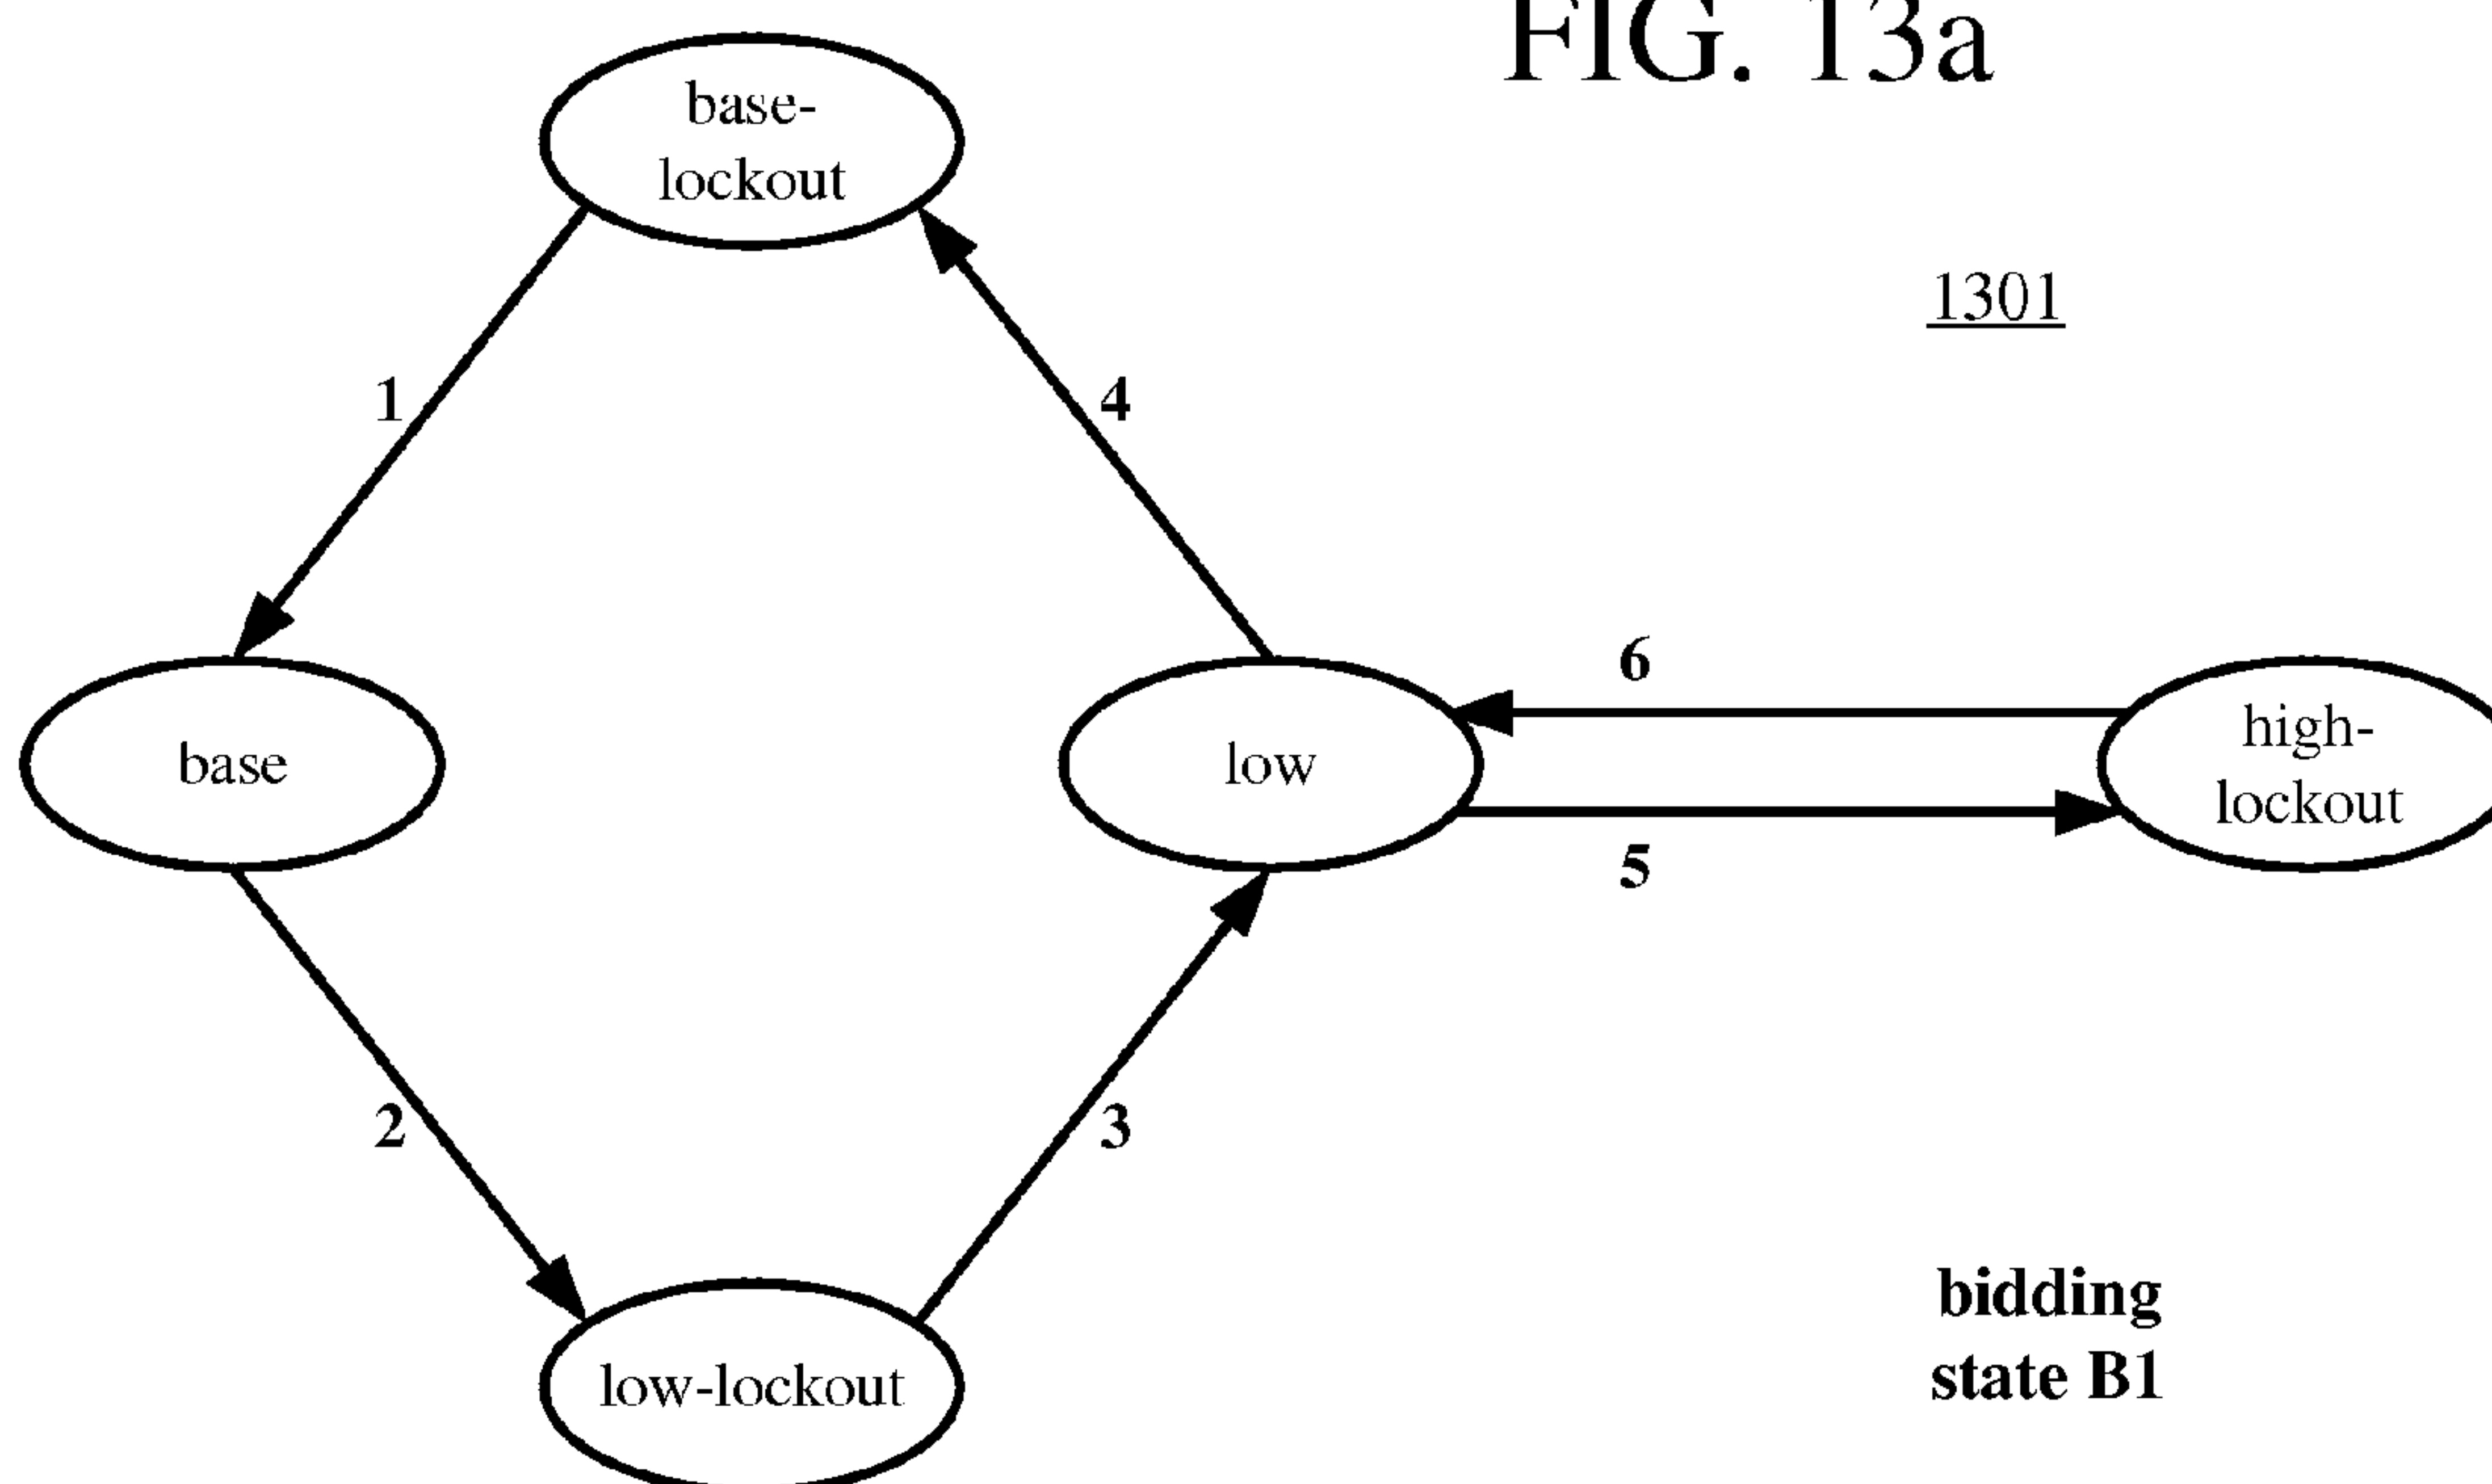 FIG. 13a
base-
lockout
1301
1
4
6
base
low
high-
lockout
5
2
3
bidding
state B1
low-lockout